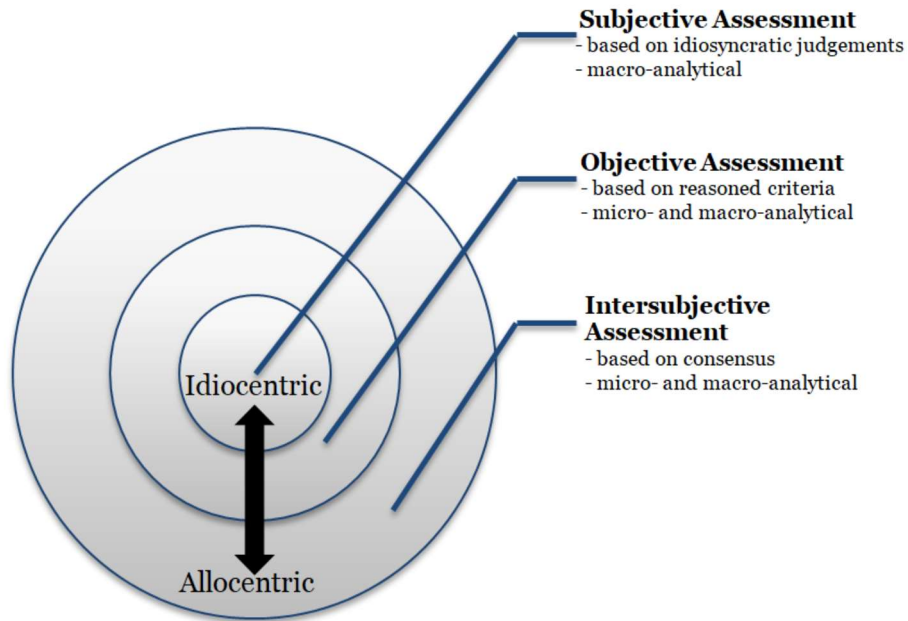 Subjective Assessment
- based on idiosyncratic judgements
- macro-analytical
Objective Assessment
- based on reasoned criteria
- micro- and macro-analytical
Intersubjective
Assessment
- based on consensus
- micro- and macro-analytical
Idiocentric
Allocentric